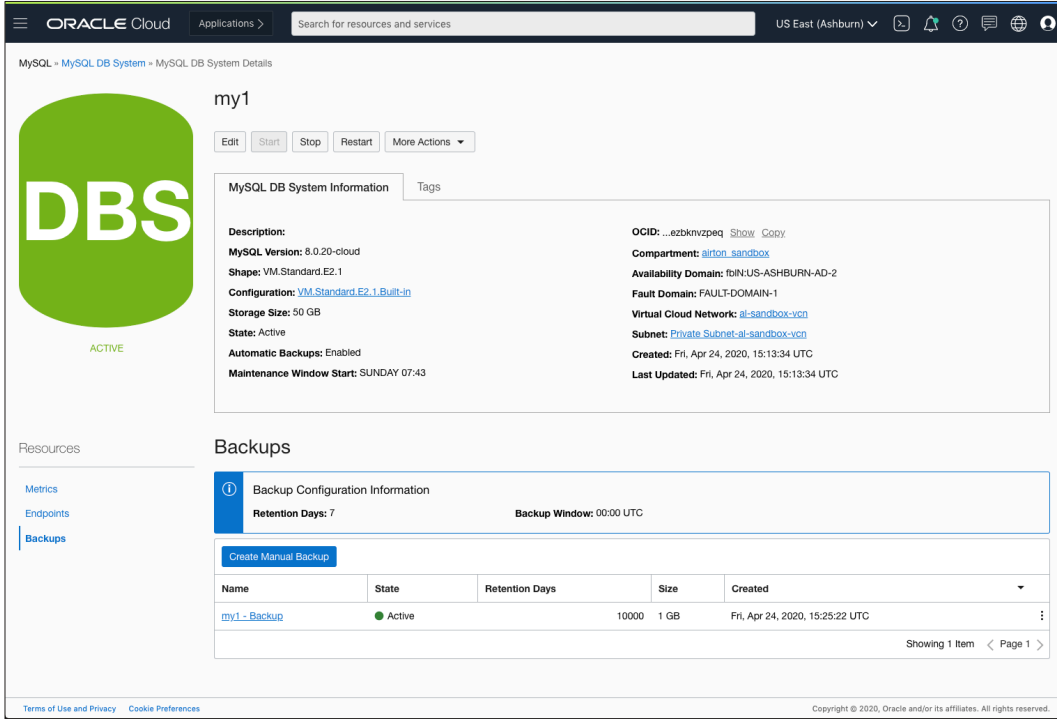 ORACLE Cloud Applications > Search for resources and services US East (Ashburn)
MySQL » MySQL DB System » MySQL DB System Details
my1
Edit Start Stop Restart More Actions
DBS
ACTIVE
MySQL DB System Information Tags
Description:
MySQL Version: 8.0.20-cloud
Shape: VM.Standard.E2.1
Configuration: VM.Standard.E2.1.Built-in
Storage Size: 50 GB
State: Active
Automatic Backups: Enabled
Maintenance Window Start: SUNDAY 07:43
OCID: ...ezbknvzpeq Show Copy
Compartment: airton_sandbox
Availability Domain: fbIN:US-ASHBURN-AD-2
Fault Domain: FAULT-DOMAIN-1
Virtual Cloud Network: al-sandbox-vcn
Subnet: Private Subnet-al-sandbox-vcn
Created: Fri, Apr 24, 2020, 15:13:34 UTC
Last Updated: Fri, Apr 24, 2020, 15:13:34 UTC
Resources
Metrics
Endpoints
Backups
Backups
Backup Configuration Information
Retention Days: 7 Backup Window: 00:00 UTC
Create Manual Backup
Name State Retention Days Size Created
my1 - Backup Active 10000 1 GB Fri, Apr 24, 2020, 15:25:22 UTC
Showing 1 Item < Page 1 >
Terms of Use and Privacy Cookie Preferences Copyright © 2020, Oracle and/or its affiliates. All rights reserved.